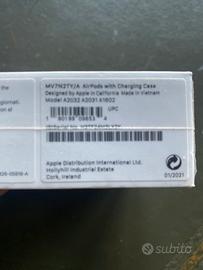 MV7N2TY/A AirPods with Charging Case
Designed by Apple in California Made in Vietnam
Model A2032 A2031 A1602
UPC
Apple Distribution International Ltd.
Hollyhill Industrial Estate
Cork, Ireland
01/2021
subito